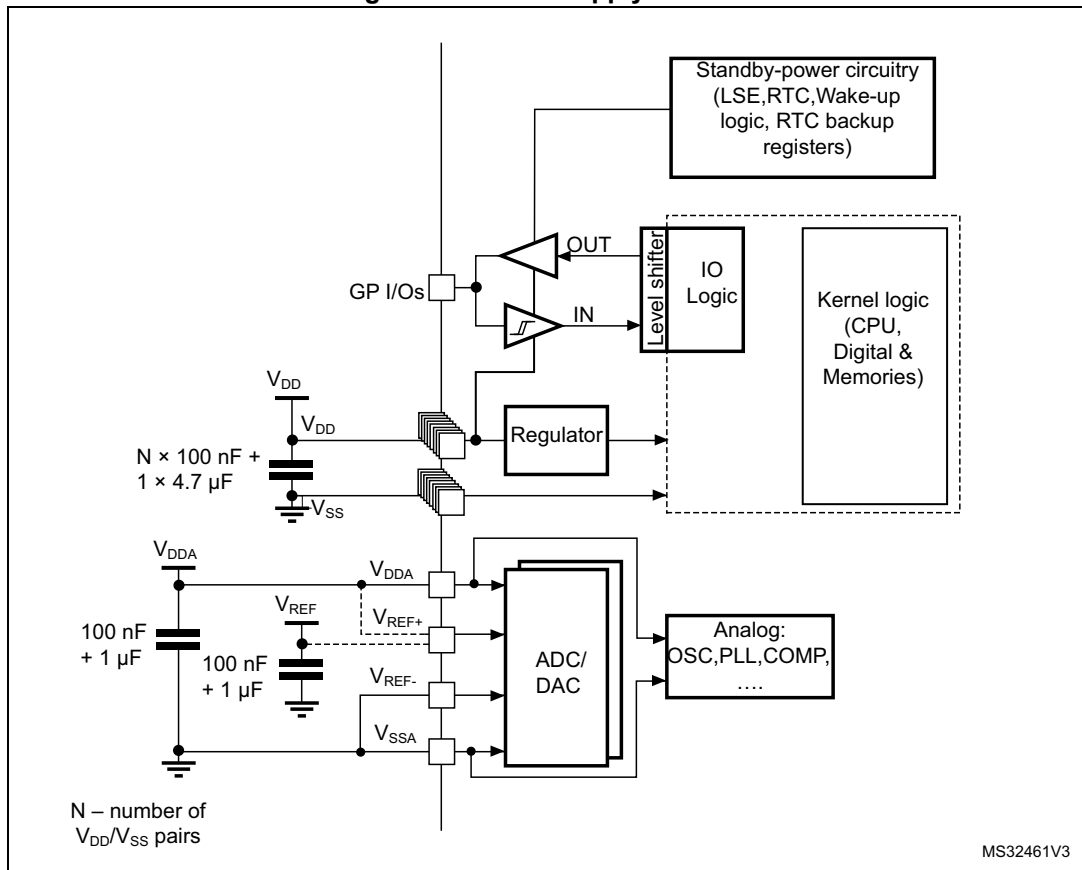 Standby-power circuitry
(LSE,RTC,Wake-up
logic, RTC backup
registers)
OUT
Level shifter
IO
Logic
GP I/Os
IN
Kernel logic
(CPU,
Digital &
Memories)
VDD
VDD
Regulator
N × 100 nF +
1 × 4.7 µF
VSS
VDDA
VDDA
VREF+
VREF
100 nF
+ 1 µF
100 nF
+ 1 µF
VREF-
VSSA
ADC/
DAC
Analog:
OSC,PLL,COMP,
….
N – number of
VDD/VSS pairs
MS32461V3